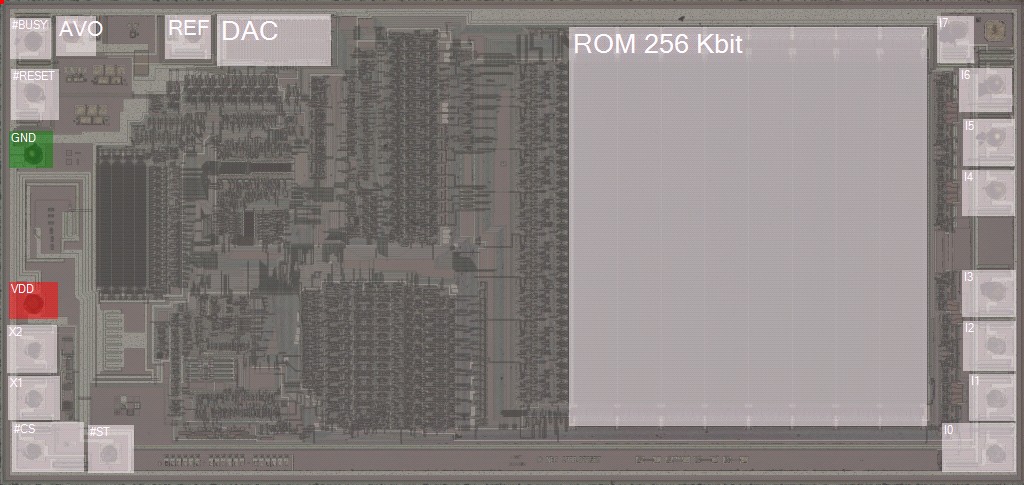 #BUSY
AVO
REF
DAC
I7
ROM 256 Kbit
#RESET
I6
I5
GND
I4
I3
VDD
I2
X2
X1
I1
#CS
#ST
I0